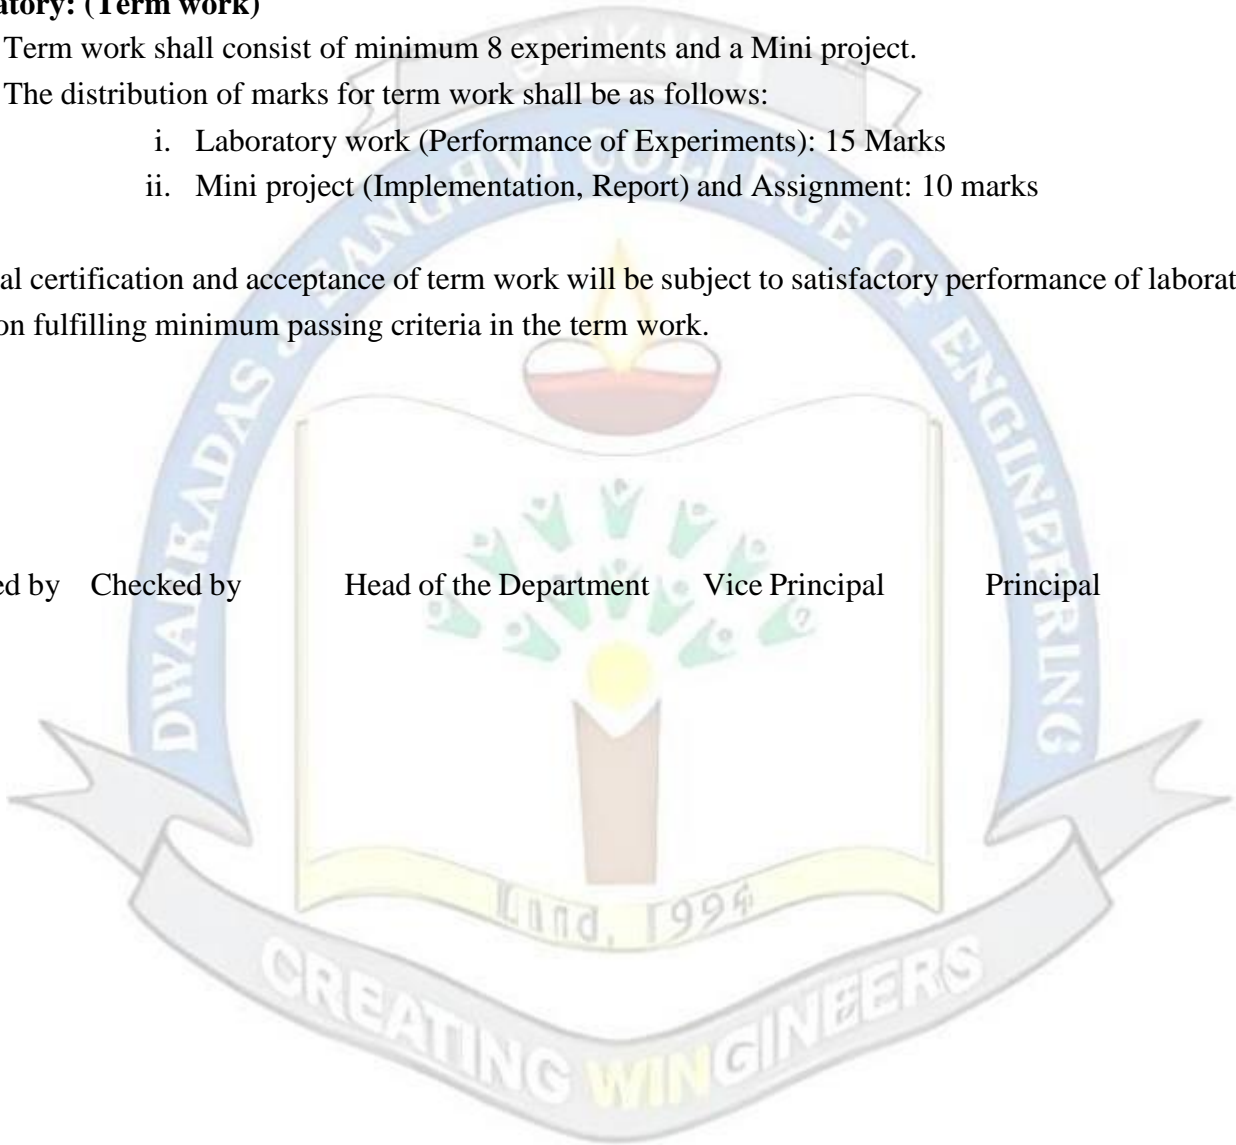 atory: (Term work)
Term work shall consist of minimum 8 experiments and a Mini project.
The distribution of marks for term work shall be as follows:
i. Laboratory work (Performance of Experiments): 15 Marks
ii. Mini project (Implementation, Report) and Assignment: 10 marks
al certification and acceptance of term work will be subject to satisfactory performance of laborat
on fulfilling minimum passing criteria in the term work.
ed by Checked by Head of the Department Vice Principal Principal
DWARKADAS J. SANGHVI COLLEGE OF ENGINEERING
1994
CREATING WINGINEERS